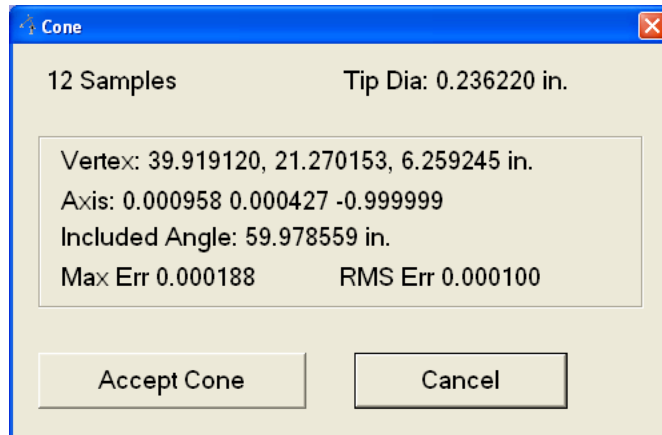 Cone
12 Samples Tip Dia: 0.236220 in.
Vertex: 39.919120, 21.270153, 6.259245 in.
Axis: 0.000958 0.000427 -0.999999
Included Angle: 59.978559 in.
Max Err 0.000188 RMS Err 0.000100
Accept Cone Cancel